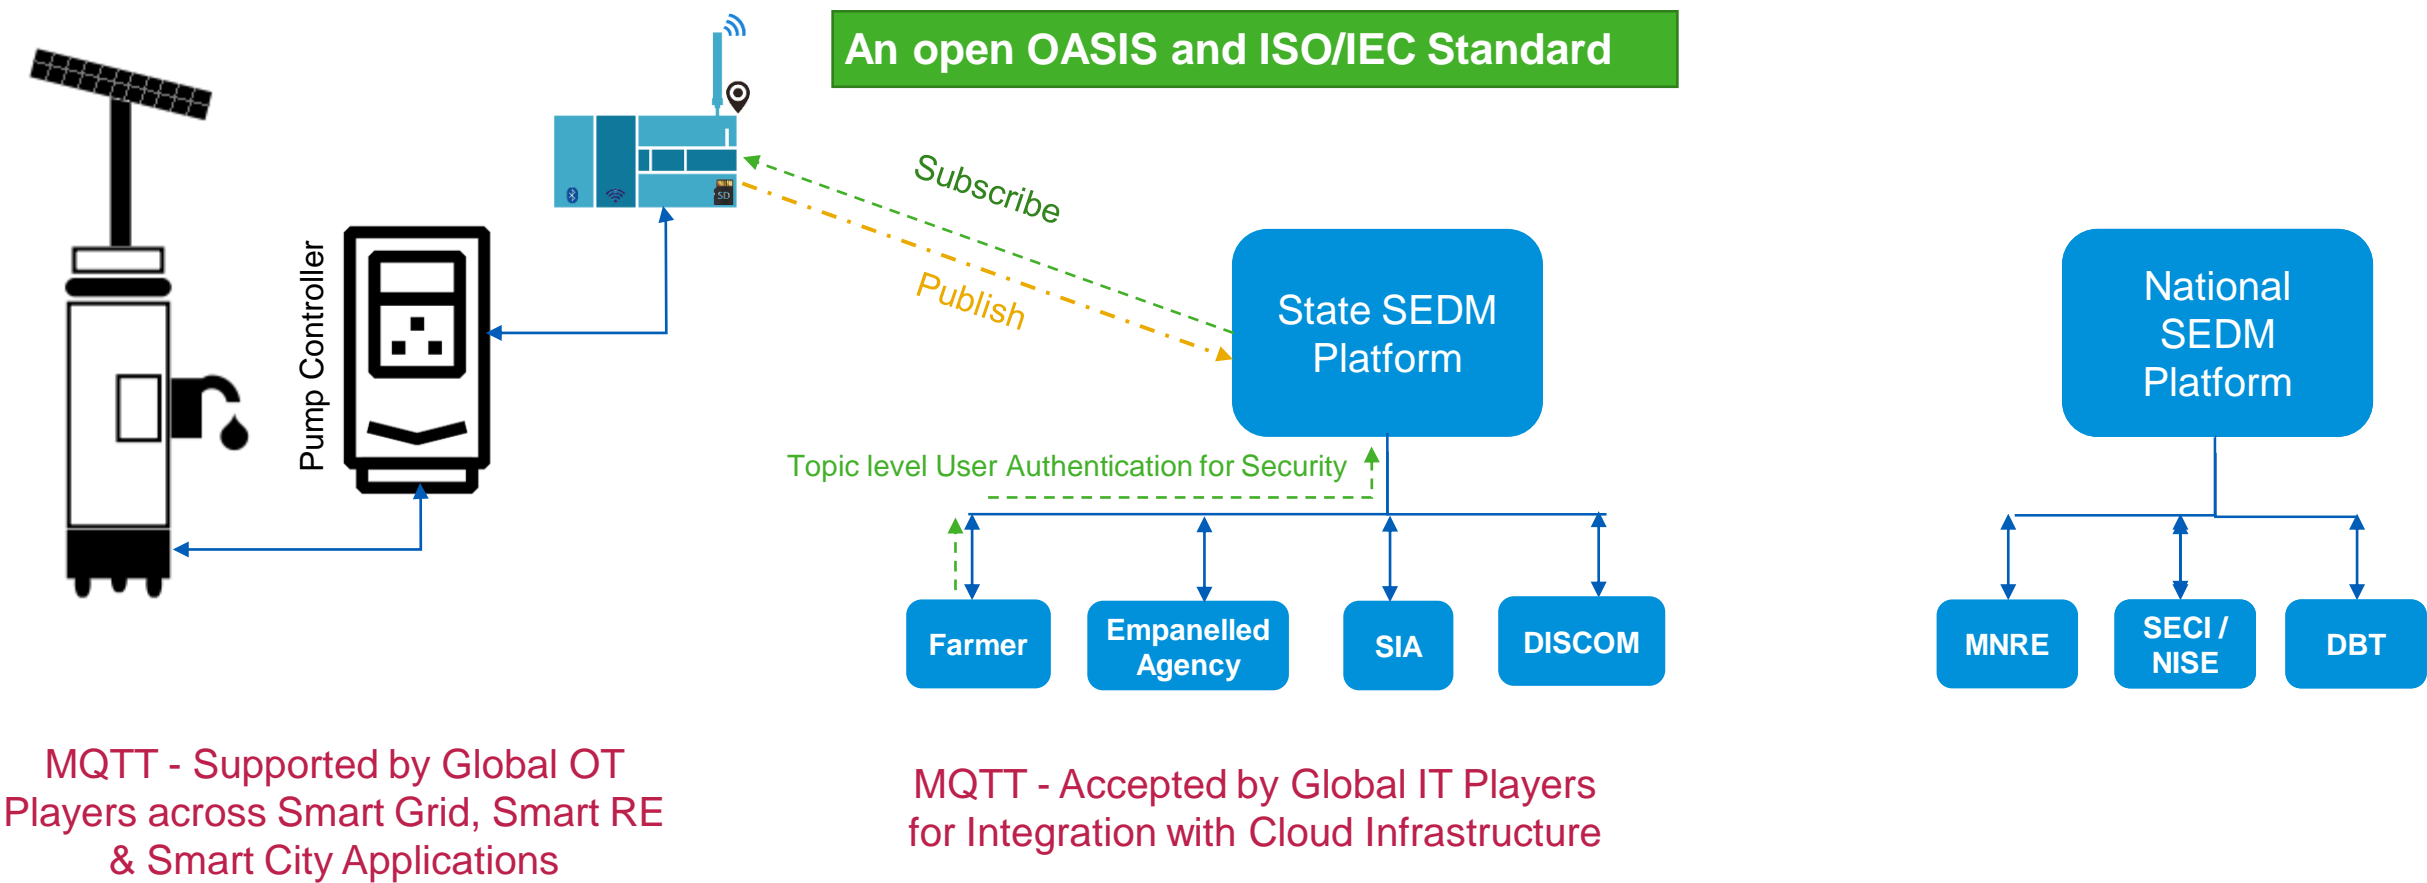 An open OASIS and ISO/IEC Standard
SD
Subscribe
Publish
Pump Controller
State SEDM
Platform
National
SEDM
Platform
Topic level User Authentication for Security
Farmer
Empanelled
Agency
SIA
DISCOM
MNRE
SECI /
NISE
DBT
MQTT - Supported by Global OT
Players across Smart Grid, Smart RE
& Smart City Applications
MQTT - Accepted by Global IT Players
for Integration with Cloud Infrastructure